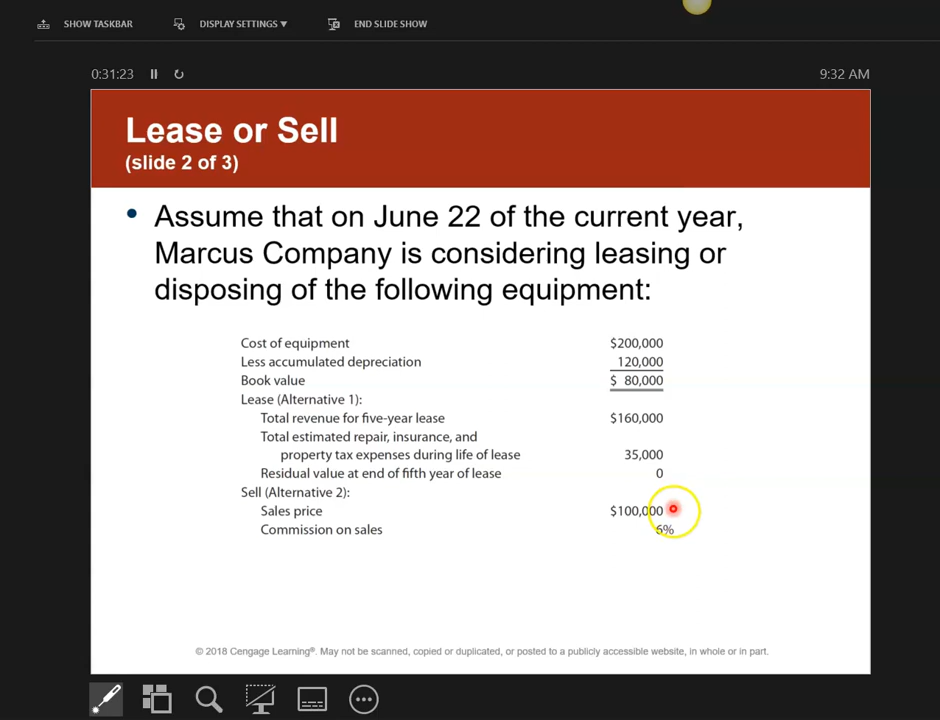 SHOW TASKBAR DISPLAY SETTINGS ▼ END SLIDE SHOW
0:31:23 9:32 AM
Lease or Sell
(slide 2 of 3)
• Assume that on June 22 of the current year,
Marcus Company is considering leasing or
disposing of the following equipment:
Cost of equipment $200,000
Less accumulated depreciation 120,000
Book value $ 80,000
Lease (Alternative 1):
Total revenue for five-year lease $160,000
Total estimated repair, insurance, and
property tax expenses during life of lease 35,000
Residual value at end of fifth year of lease 0
Sell (Alternative 2):
Sales price $100,000
Commission on sales 6%
© 2018 Cengage Learning®. May not be scanned, copied or duplicated, or posted to a publicly accessible website, in whole or in part.